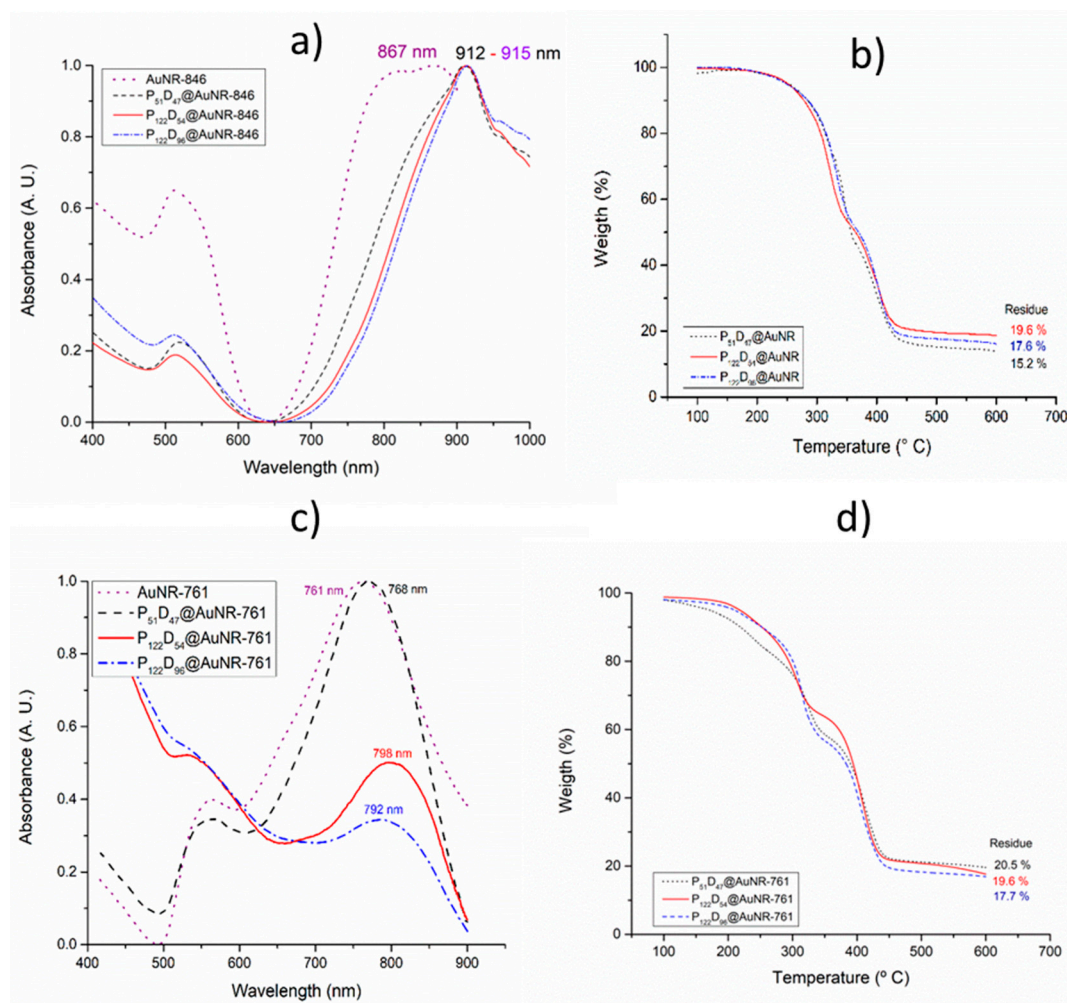 a)
867 nm
912 - 915 nm
1.0
0.8
0.6
0.4
0.2
0.0
Absorbance (A. U.)
AuNR-846
P₅₁D₄₇@AuNR-846
P₁₂₂D₅₄@AuNR-846
P₁₂₂D₉₆@AuNR-846
400 500 600 700 800 900 1000
Wavelength (nm)
b)
100
80
60
40
20
0
Weigth (%)
Residue
19.6 %
17.6 %
15.2 %
P₅₁D₄₇@AuNR
P₁₂₂D₅₄@AuNR
P₁₂₂D₉₆@AuNR
100 200 300 400 500 600 700
Temperature (° C)
c)
1.0
0.8
0.6
0.4
0.2
0.0
Absorbance (A. U.)
AuNR-761
P₅₁D₄₇@AuNR-761
P₁₂₂D₅₄@AuNR-761
P₁₂₂D₉₆@AuNR-761
761 nm
768 nm
798 nm
792 nm
400 500 600 700 800 900
Wavelength (nm)
d)
100
80
60
40
20
0
Weigth (%)
Residue
20.5 %
19.6 %
17.7 %
P₅₁D₄₇@AuNR-761
P₁₂₂D₅₄@AuNR-761
P₁₂₂D₉₆@AuNR-761
100 200 300 400 500 600 700
Temperature (º C)